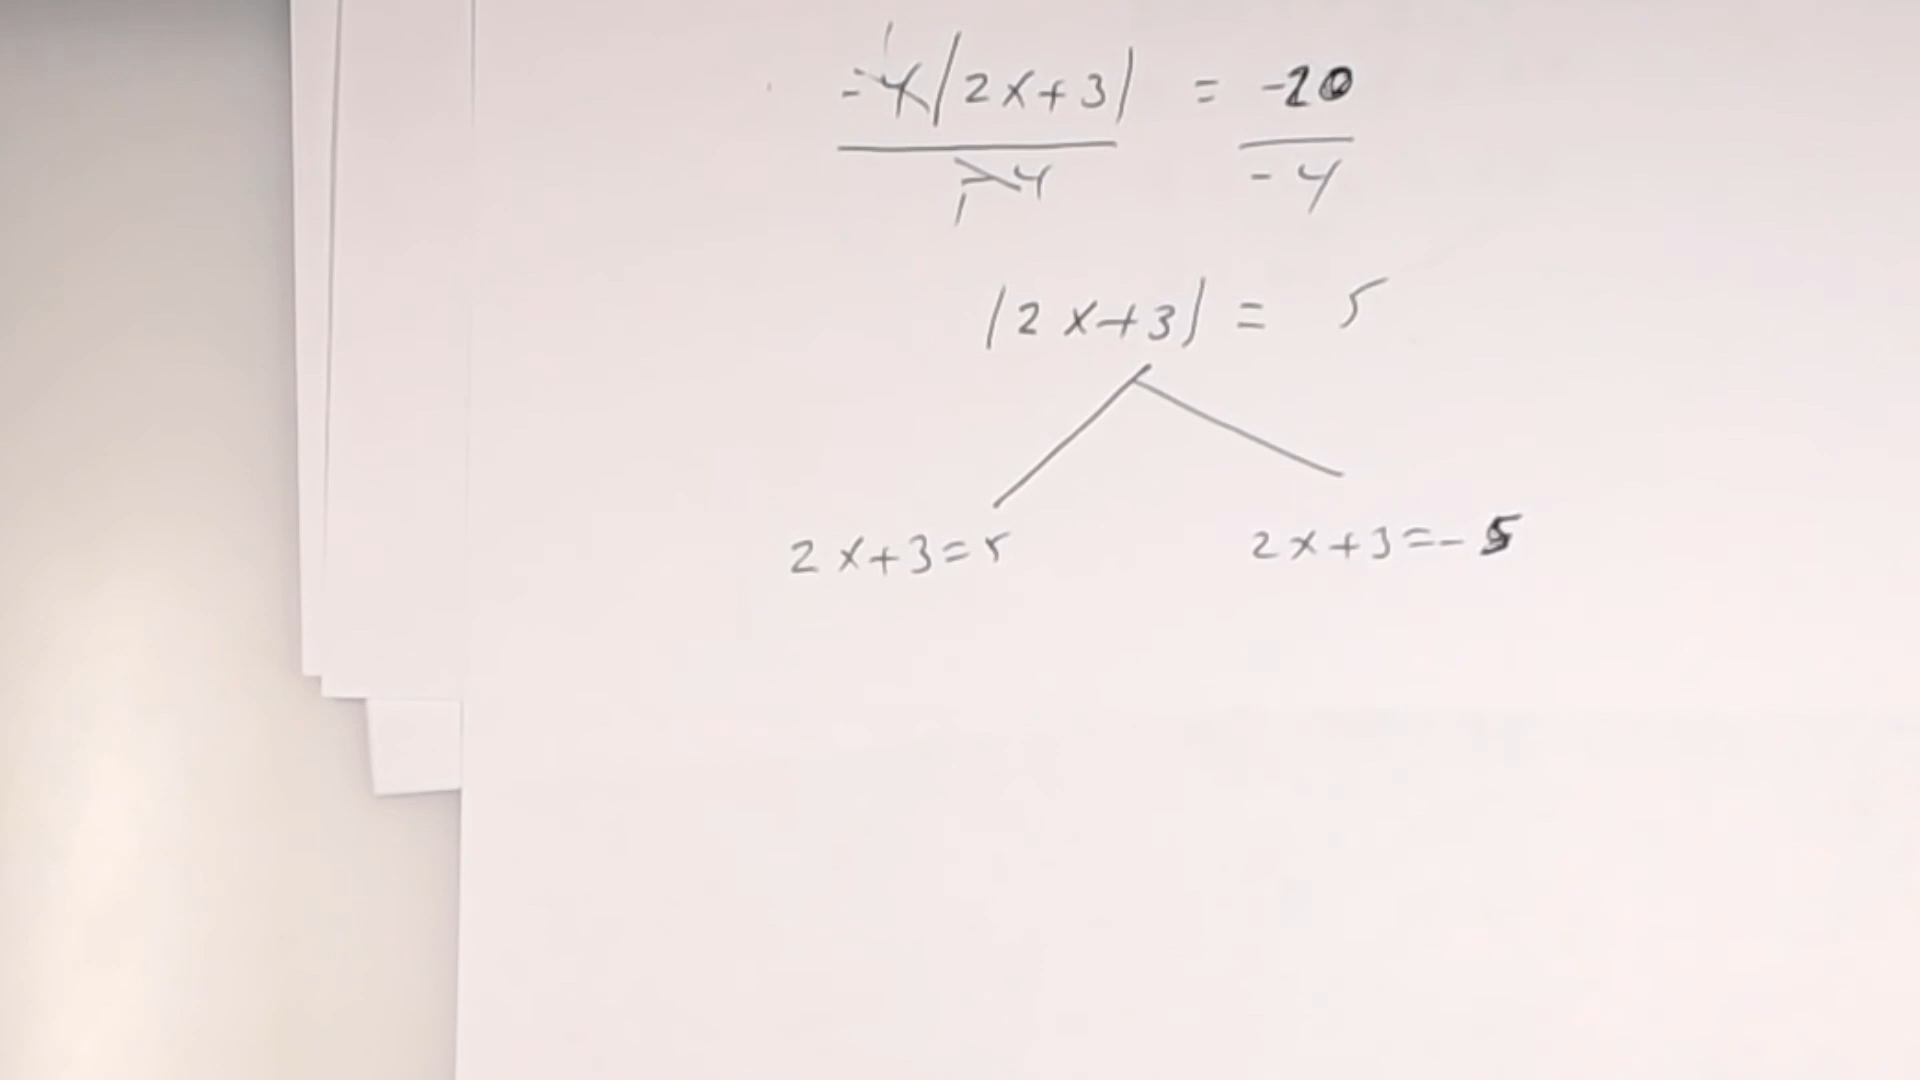 -4|2x+3| = -20
-4 -4
|2x+3| = 5
2x+3=5 2x+3=-5